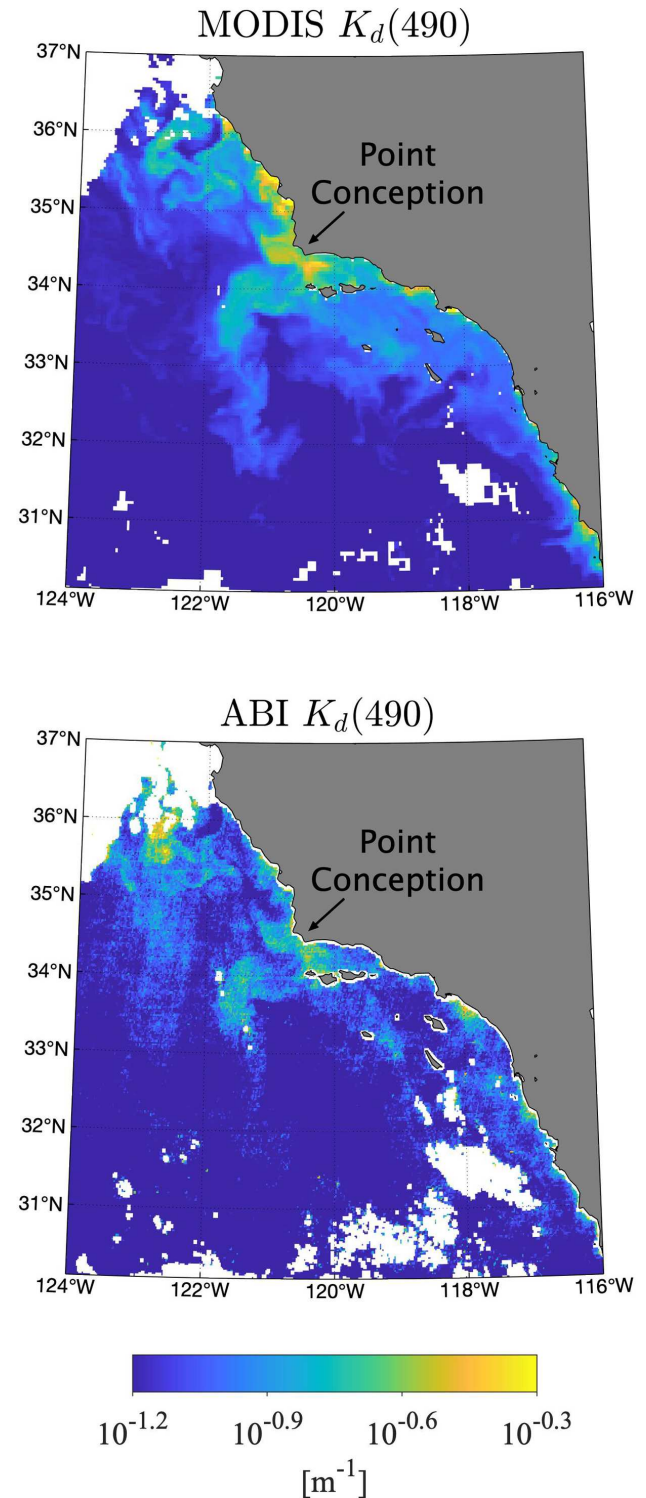 MODIS K_d(490)
37°N
36°N
35°N
34°N
33°N
32°N
31°N
Point
Conception
124°W 122°W 120°W 118°W 116°W
ABI K_d(490)
37°N
36°N
35°N
34°N
33°N
32°N
31°N
Point
Conception
124°W 122°W 120°W 118°W 116°W
10^-1.2 10^-0.9 10^-0.6 10^-0.3
[m^-1]